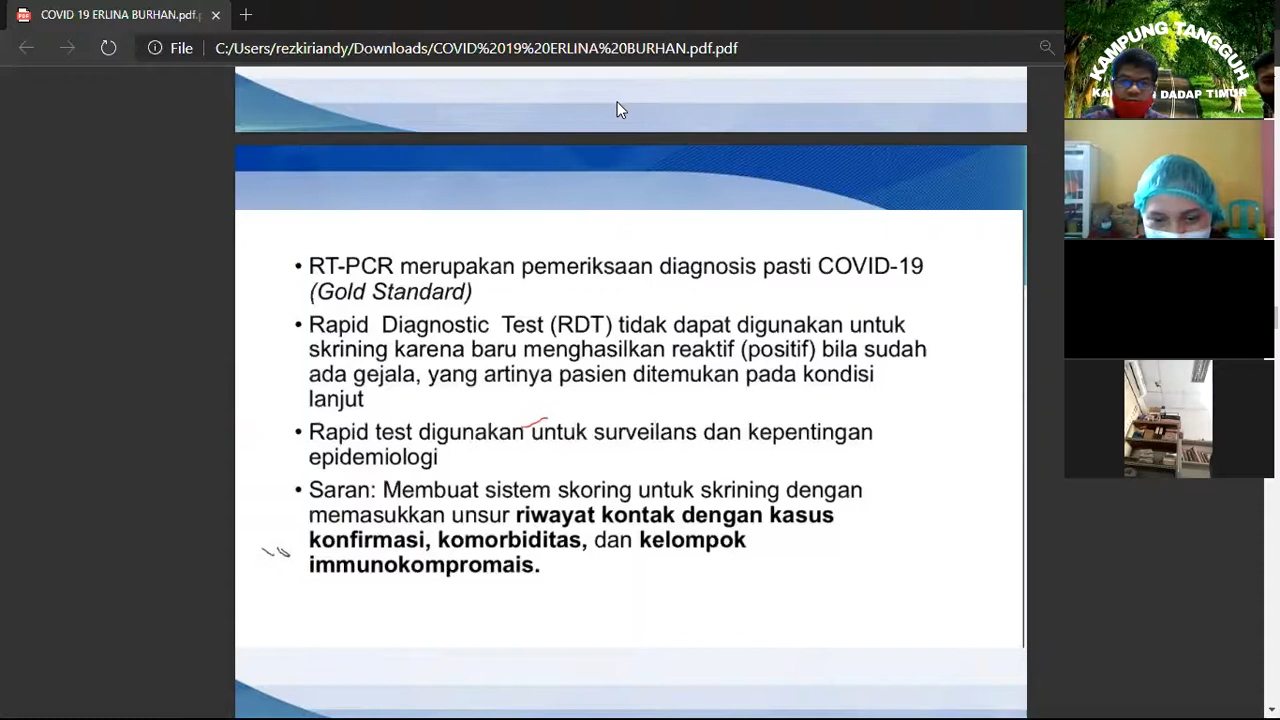 COVID 19 ERLINA BURHAN.pdf.
File
C:/Users/rezkiriandy/Downloads/COVID%2019%20ERLINA%20BURHAN.pdf.pdf
KAMPUNG TANGGUH
DADAP TIMUR
• RT-PCR merupakan pemeriksaan diagnosis pasti COVID-19
(Gold Standard)
• Rapid Diagnostic Test (RDT) tidak dapat digunakan untuk
skrining karena baru menghasilkan reaktif (positif) bila sudah
ada gejala, yang artinya pasien ditemukan pada kondisi
lanjut
• Rapid test digunakan untuk surveilans dan kepentingan
epidemiologi
• Saran: Membuat sistem skoring untuk skrining dengan
memasukkan unsur riwayat kontak dengan kasus
konfirmasi, komorbiditas, dan kelompok
immunokompromais.